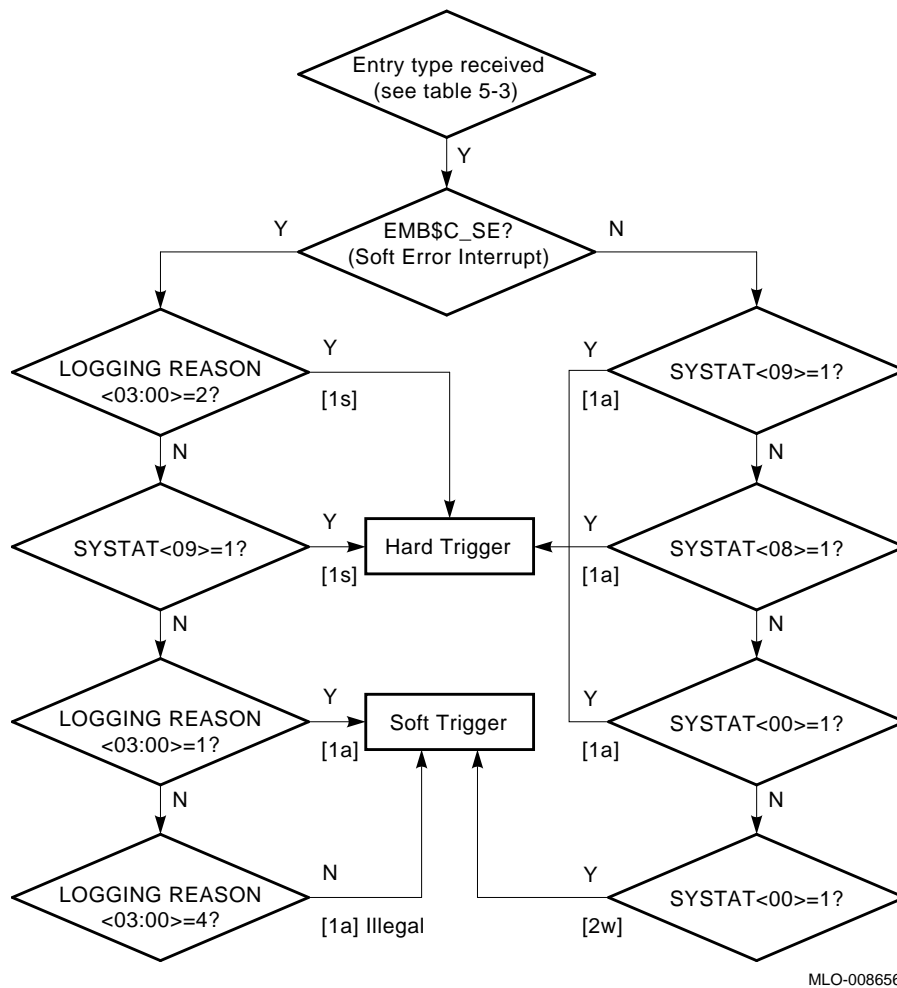 Entry type received
(see table 5-3)
Y
EMB$C_SE?
(Soft Error Interrupt)
Y
N
LOGGING REASON
<03:00>=2?
Y
[1s]
N
SYSTAT<09>=1?
Y
[1a]
N
SYSTAT<09>=1?
Y
[1s]
N
Hard Trigger
SYSTAT<08>=1?
Y
[1a]
N
LOGGING REASON
<03:00>=1?
Y
[1a]
N
Soft Trigger
SYSTAT<00>=1?
Y
[1a]
N
LOGGING REASON
<03:00>=4?
N
[1a] Illegal
SYSTAT<00>=1?
Y
[2w]
MLO-008656